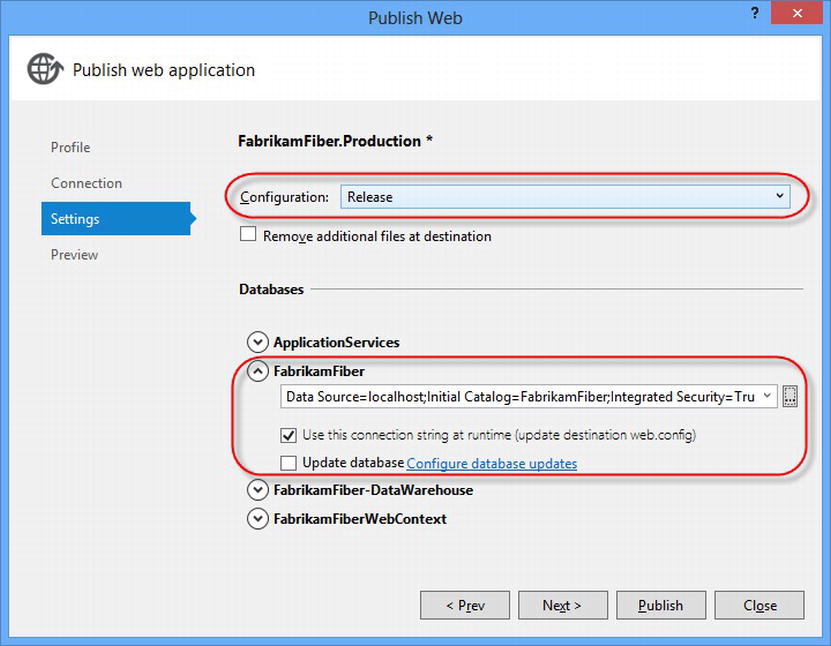 Publish Web
?
Publish web application
Profile
Connection
Settings
Preview
FabrikamFiber.Production *
Configuration: Release
Remove additional files at destination
Databases
ApplicationServices
FabrikamFiber
Data Source=localhost;Initial Catalog=FabrikamFiber;Integrated Security=Tru
...
Use this connection string at runtime (update destination web.config)
Update database Configure database updates
FabrikamFiber-DataWarehouse
FabrikamFiberWebContext
< Prev Next > Publish Close